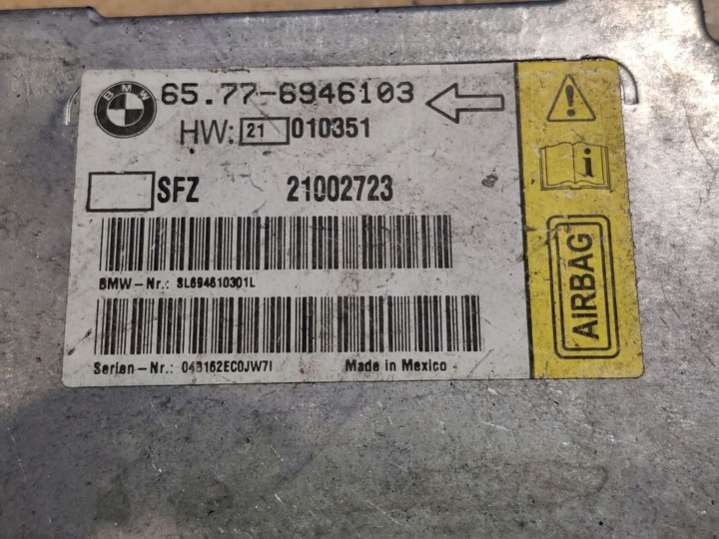 BMW
65.77-6946103
HW: 21 010351
SFZ 21002723
BMW-Nr.: SL694610301L
Serien-Nr.: 043162EC0JW7I Made in Mexico
AIRBAG
i